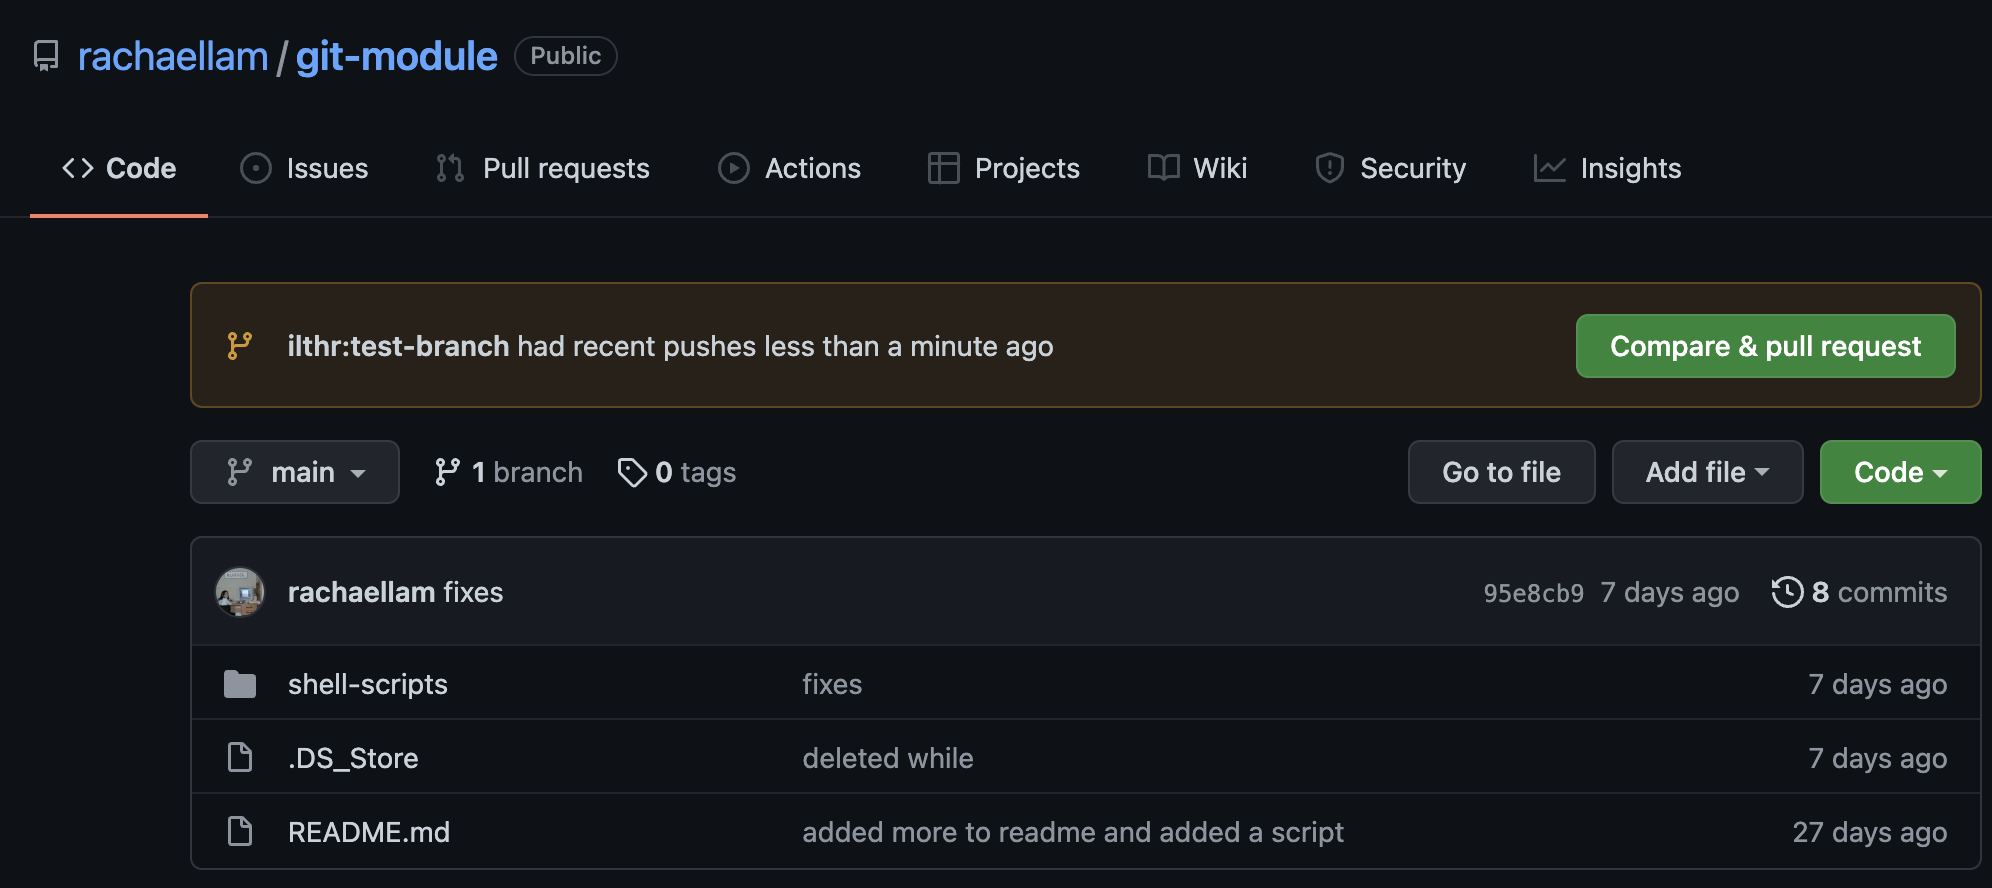 rachaellam / git-module Public
Code Issues Pull requests Actions Projects Wiki Security Insights
ilthr:test-branch had recent pushes less than a minute ago Compare & pull request
main 1 branch 0 tags Go to file Add file Code
rachaellam fixes 95e8cb9 7 days ago 8 commits
shell-scripts fixes 7 days ago
.DS_Store deleted while 7 days ago
README.md added more to readme and added a script 27 days ago